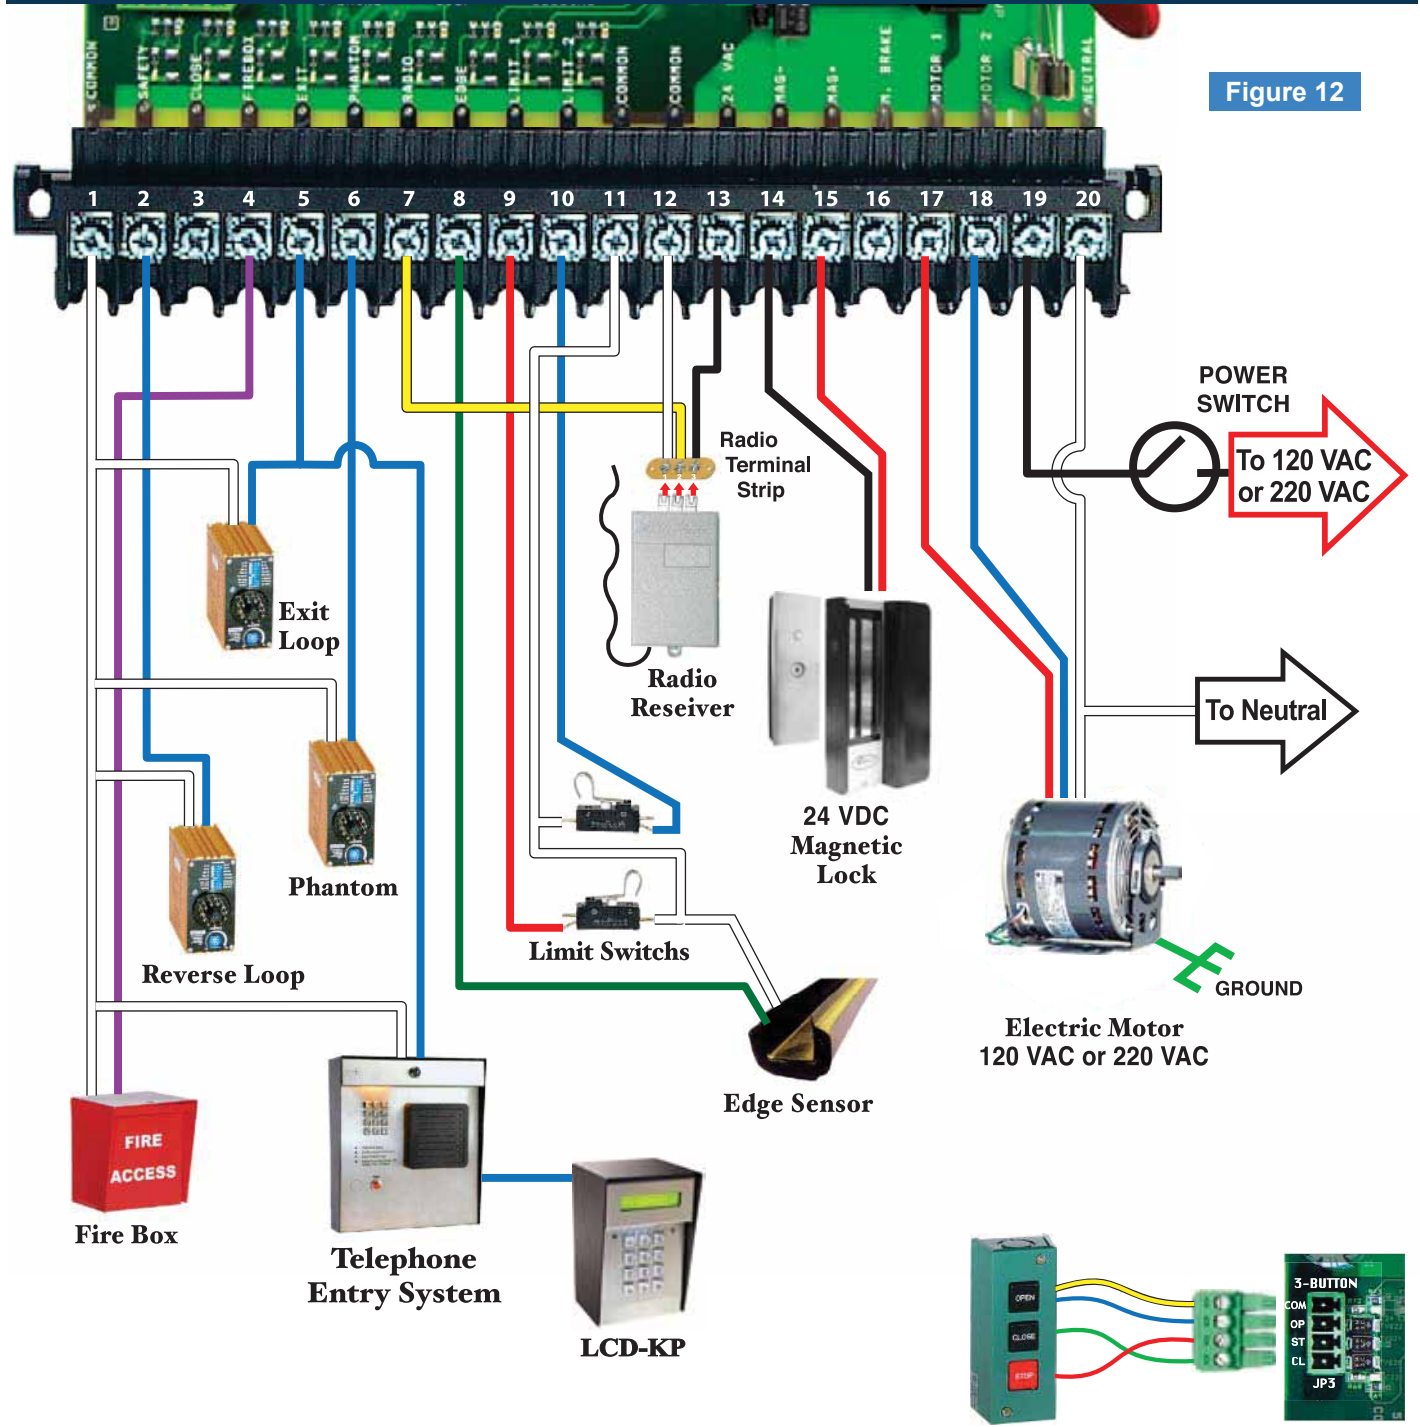 COMMON
SAFETY
CLOSE
FIREBOX
EXIT
PHANTOM
RADIO
EDGE
LIMIT 1
LIMIT 2
COMMON
COMMON
24 VAC
MAG-
MAG+
M. BRAKE
MOTOR 1
MOTOR 2
NEUTRAL
Figure 12
1 2 3 4 5 6 7 8 9 10 11 12 13 14 15 16 17 18 19 20
POWER
SWITCH
To 120 VAC
or 220 VAC
Radio
Terminal
Strip
Exit
Loop
Radio
Reseiver
To Neutral
24 VDC
Magnetic
Lock
Phantom
Limit Switchs
Reverse Loop
GROUND
Electric Motor
120 VAC or 220 VAC
Edge Sensor
FIRE
ACCESS
Fire Box
Telephone
Entry System
LCD-KP
OPEN
CLOSE
STOP
3-BUTTON
COM
OP
ST
CL
JP3